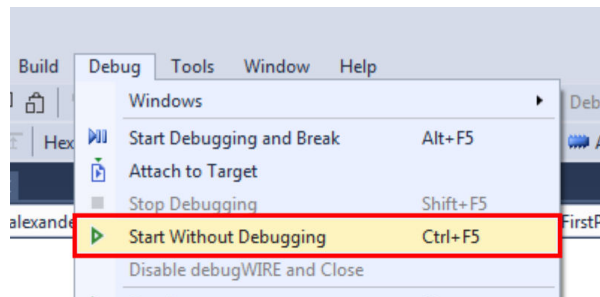 Build Debug Tools Window Help
Windows
Deb
Hex
Start Debugging and Break Alt+F5
Attach to Target
Stop Debugging Shift+F5
alexande
Start Without Debugging Ctrl+F5
FirstP
Disable debugWIRE and Close